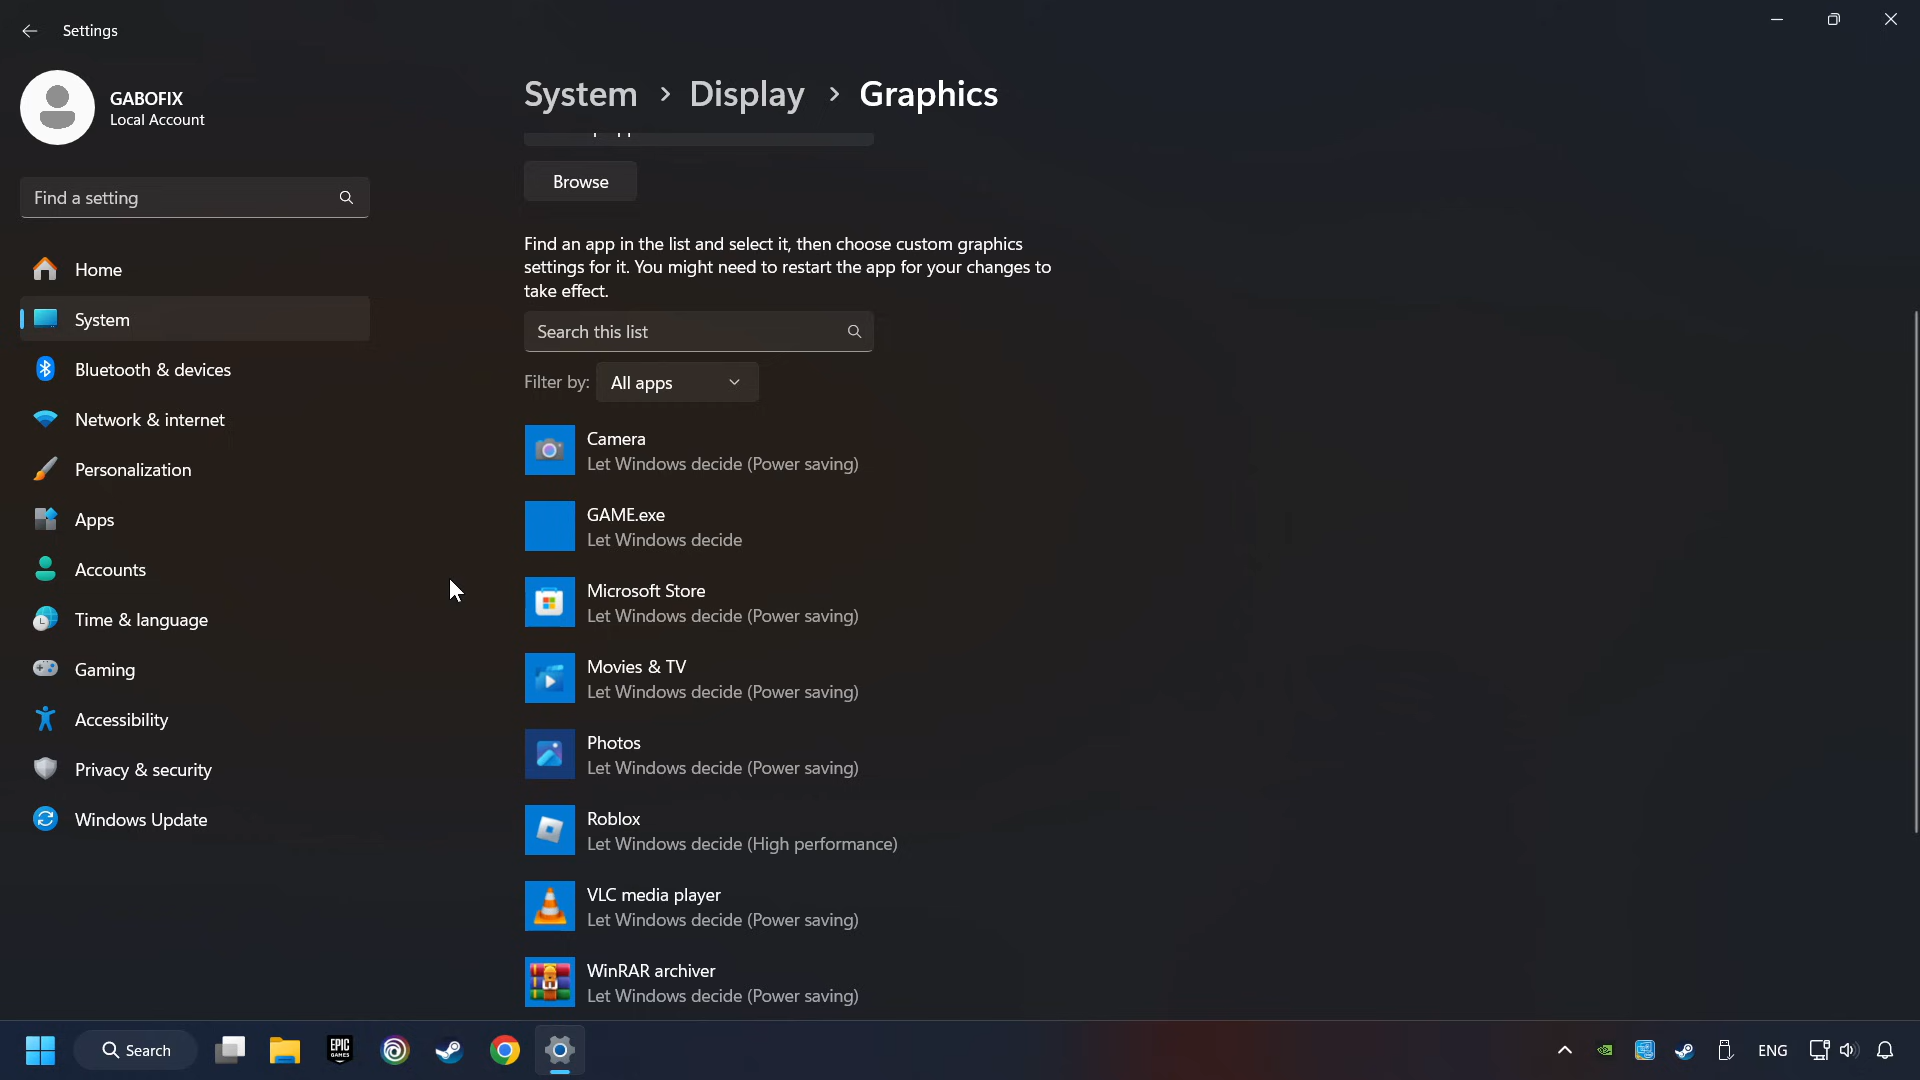 Settings
GABOFIX
Local Account
Find a setting
Home
System
Bluetooth & devices
Network & internet
Personalization
Apps
Accounts
Time & language
Gaming
Accessibility
Privacy & security
Windows Update
System > Display > Graphics
Browse
Find an app in the list and select it, then choose custom graphics
settings for it. You might need to restart the app for your changes to
take effect.
Search this list
Filter by: All apps
Camera
Let Windows decide (Power saving)
GAME.exe
Let Windows decide
Microsoft Store
Let Windows decide (Power saving)
Movies & TV
Let Windows decide (Power saving)
Photos
Let Windows decide (Power saving)
Roblox
Let Windows decide (High performance)
VLC media player
Let Windows decide (Power saving)
WinRAR archiver
Let Windows decide (Power saving)
Search
EPIC
GAMES
ENG